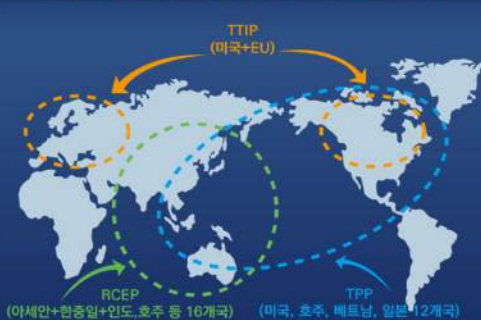 TTIP
(미국+EU)
RCEP
(아세안+한중일+인도,호주 등 16개국)
TPP
(미국, 호주, 베트남, 일본 12개국)